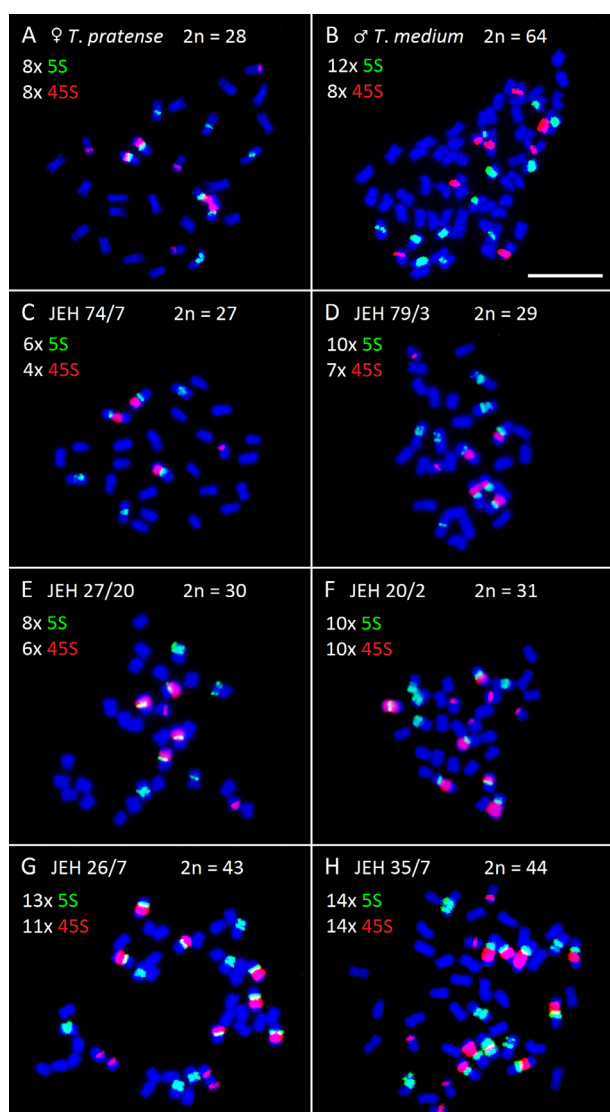 A ♀ T. pratense 2n = 28
8x 5S
8x 45S
B ♂ T. medium 2n = 64
12x 5S
8x 45S
C JEH 74/7 2n = 27
6x 5S
4x 45S
D JEH 79/3 2n = 29
10x 5S
7x 45S
E JEH 27/20 2n = 30
8x 5S
6x 45S
F JEH 20/2 2n = 31
10x 5S
10x 45S
G JEH 26/7 2n = 43
13x 5S
11x 45S
H JEH 35/7 2n = 44
14x 5S
14x 45S